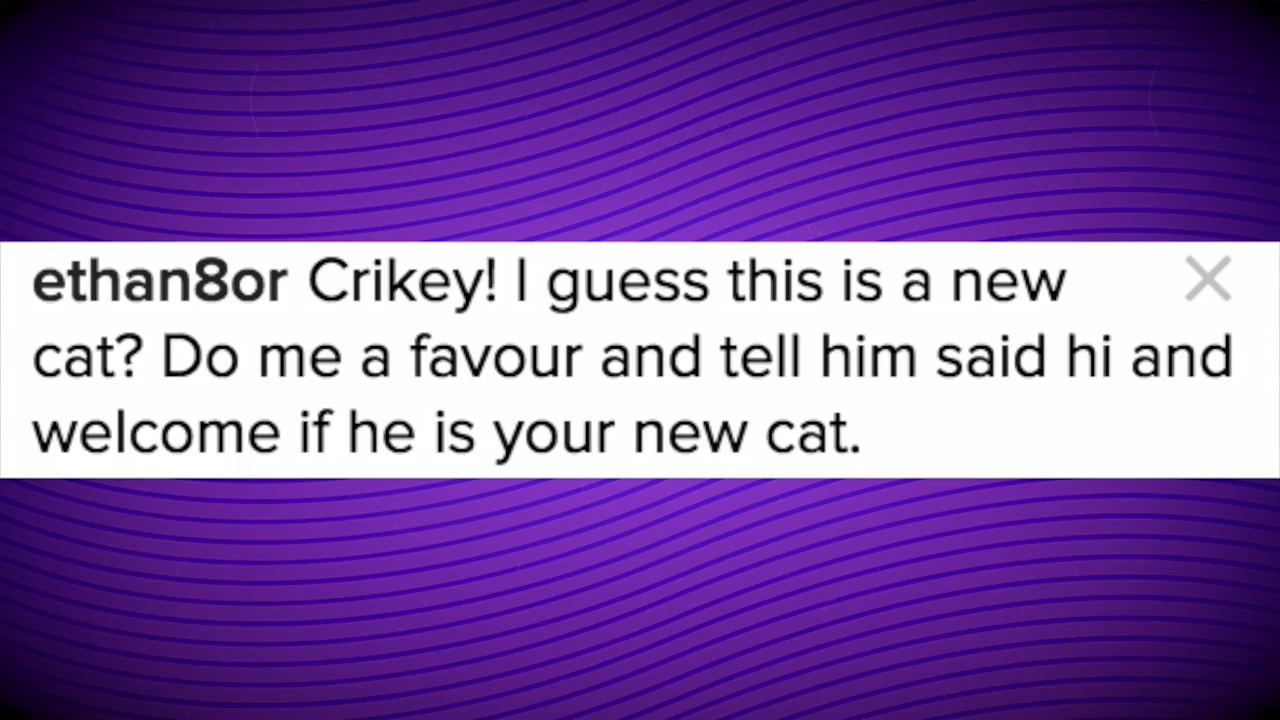 ethan8or Crikey! I guess this is a new
cat? Do me a favour and tell him said hi and
welcome if he is your new cat.